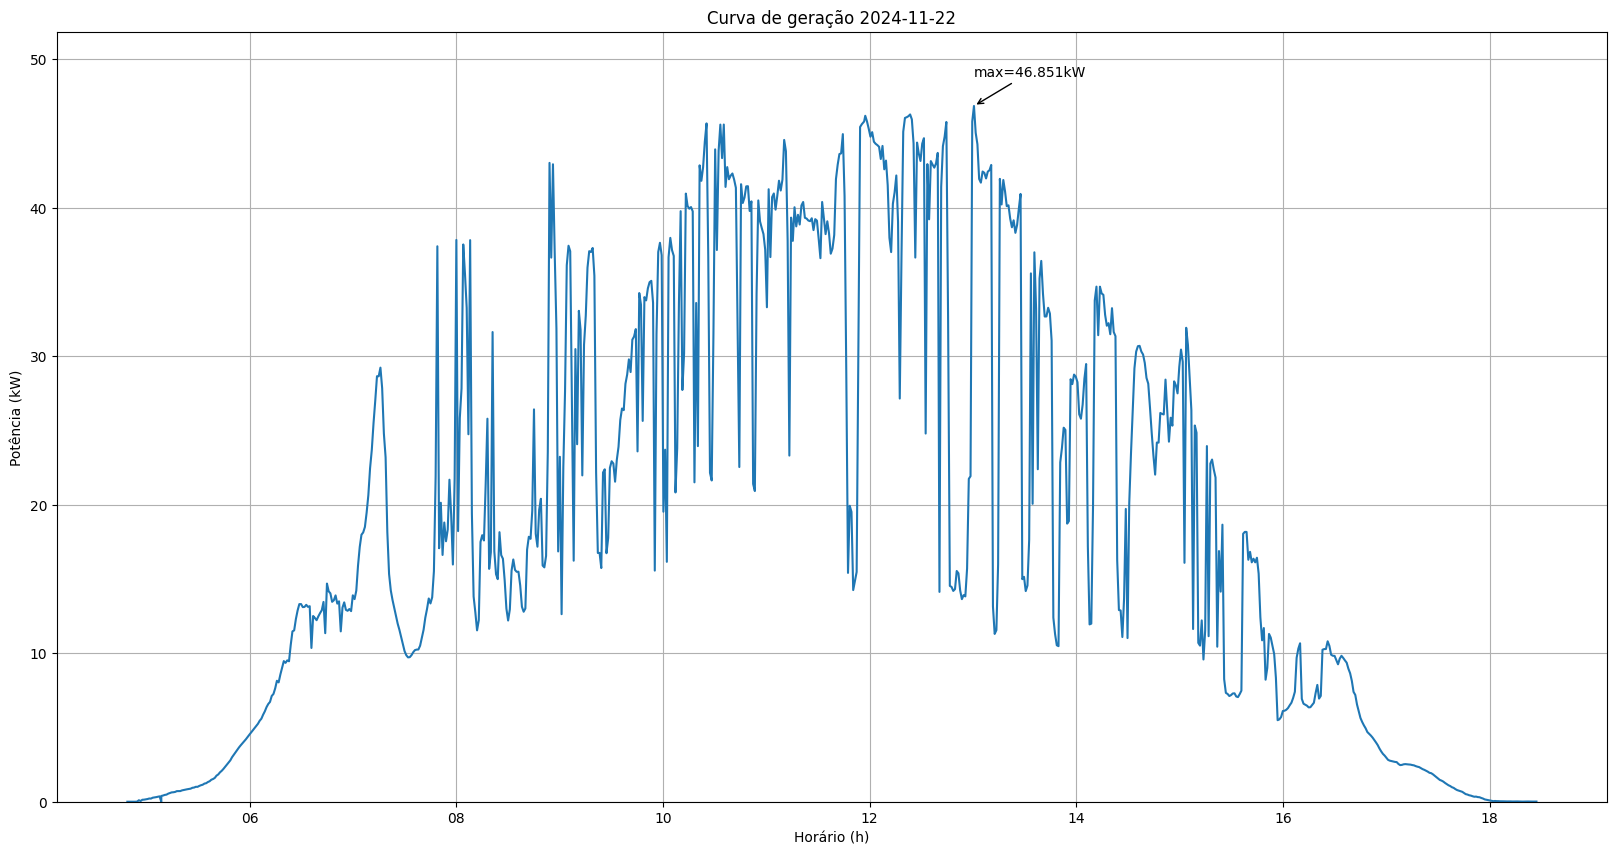 Curva de geração 2024-11-22
max=46.851kW
Potência (kW)
50
40
30
20
10
0
06 08 10 12 14 16 18
Horário (h)